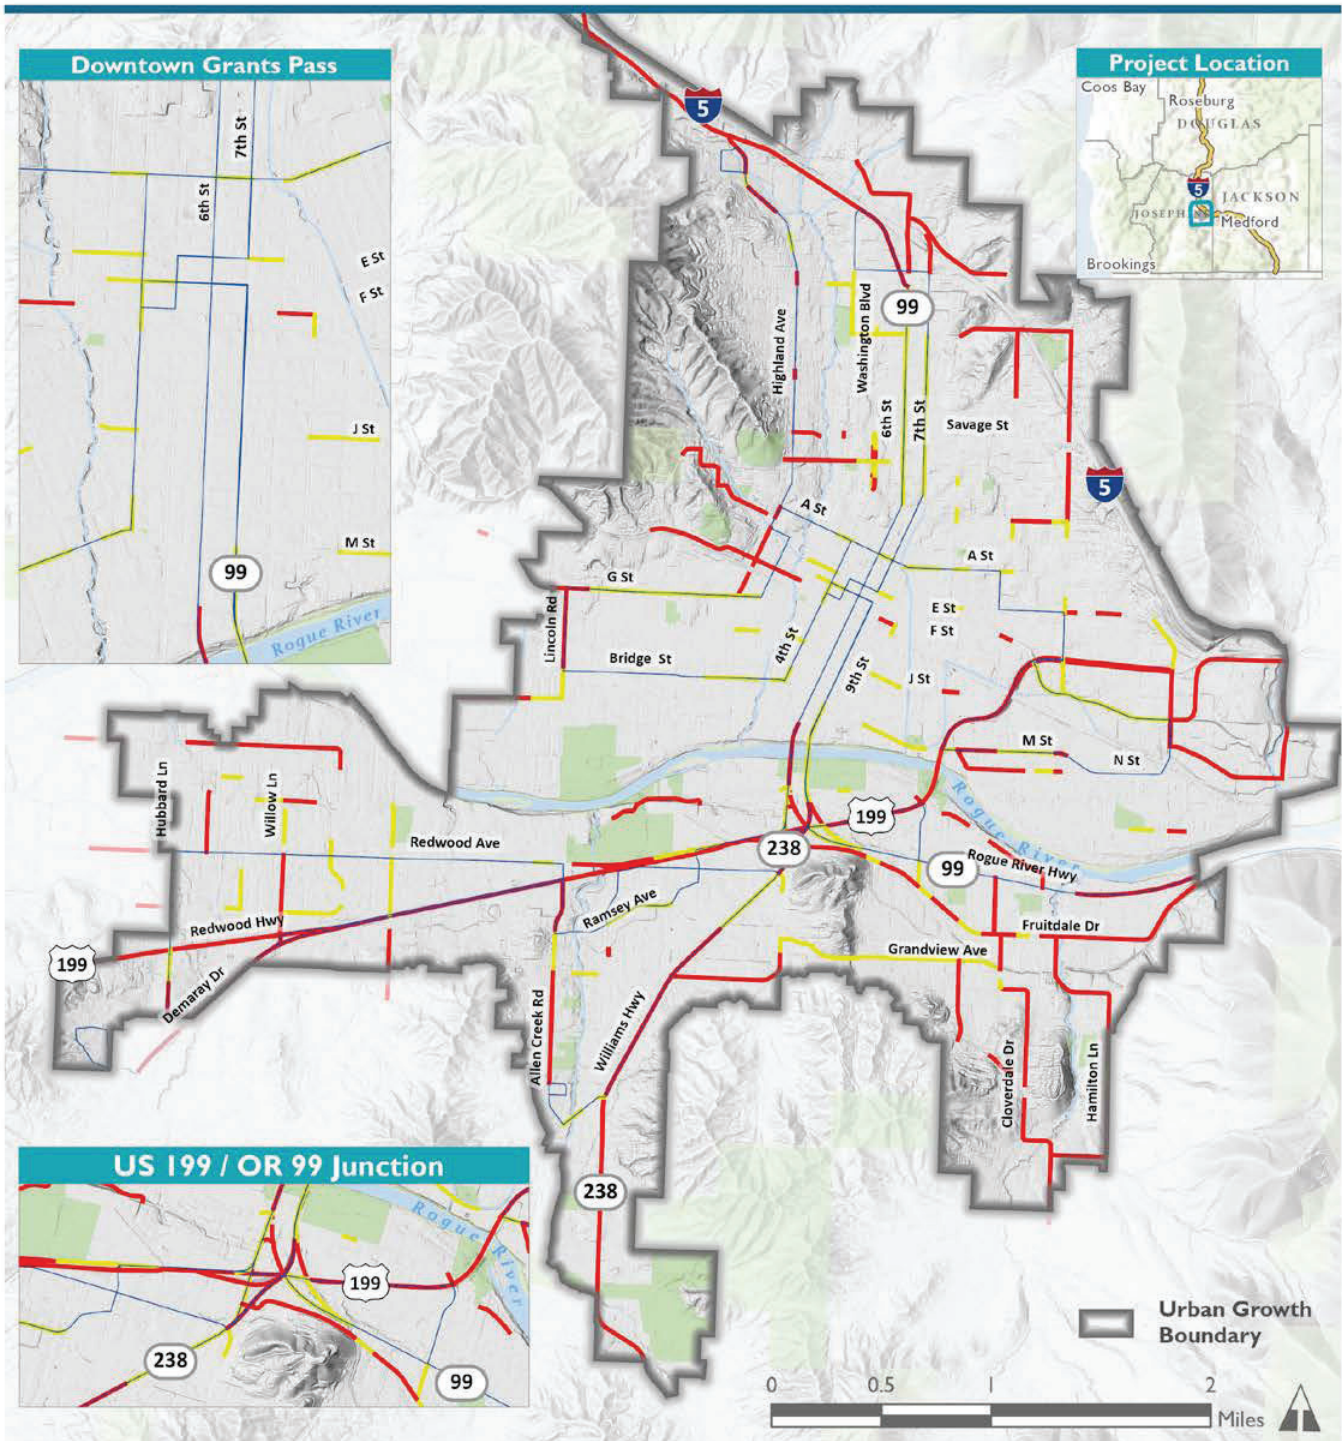 Downtown Grants Pass
7th St
6th St
E St
F St
J St
M St
99
Rogue River
5
Project Location
Coos Bay
Roseburg
DOUGLAS
5
JACKSON
JOSEPHINE
Medford
Brookings
99
Highland Ave
Washington Blvd
6th St
7th St
Savage St
5
A St
A St
G St
Lincoln Rd
E St
F St
Bridge St
4th St
9th St
J St
M St
N St
Hubbard Ln
Willow Ln
Redwood Ave
199
238
Rogue River
99
Rogue River Hwy
Ramsey Ave
Redwood Hwy
Fruitdale Dr
Grandview Ave
199
Demaray Dr
Allen Creek Rd
Williams Hwy
Cloverdale Dr
Hamilton Ln
238
US 199 / OR 99 Junction
Rogue River
199
238
99
Urban Growth
Boundary
0 0.5 1 2
Miles